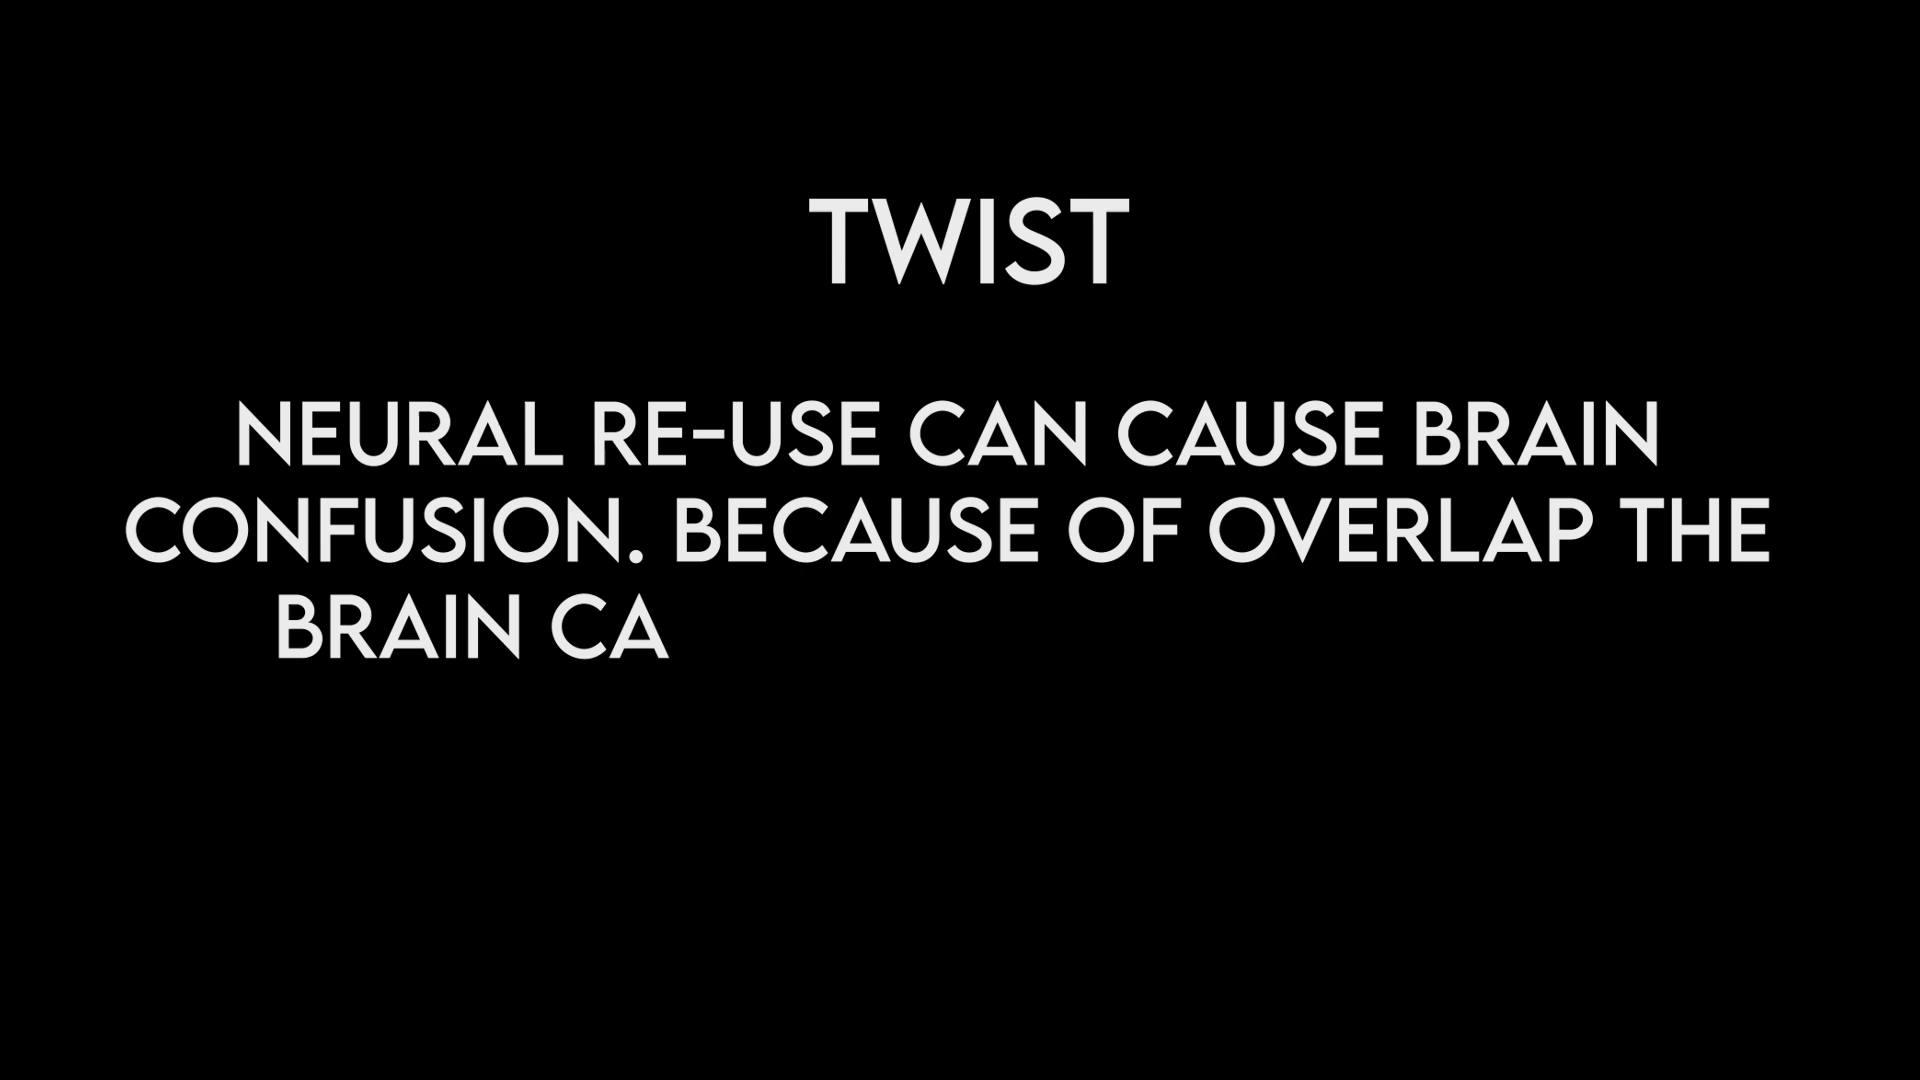 TWIST
NEURAL RE-USE CAN CAUSE BRAIN
CONFUSION. BECAUSE OF OVERLAP THE
BRAIN CA